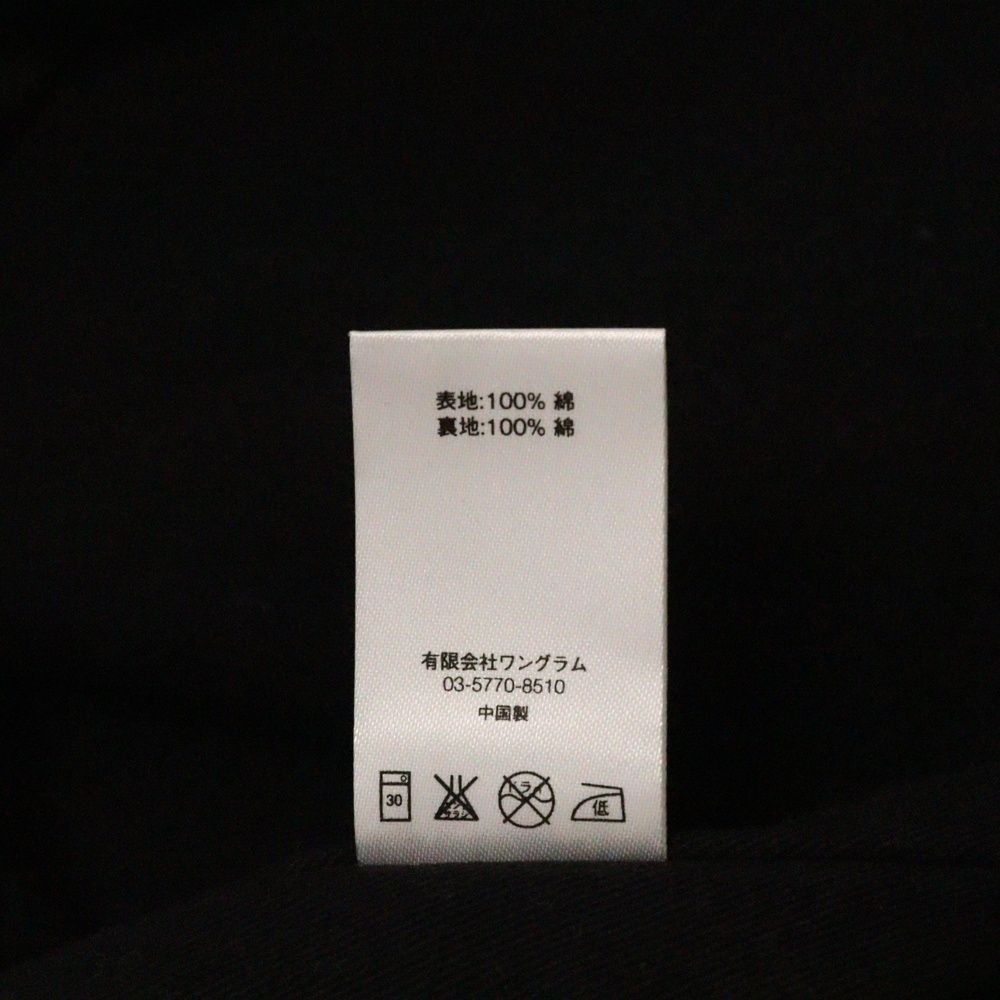 表地:100% 綿
裏地:100% 綿
有限会社ワングラム
03-5770-8510
中国製
30 低